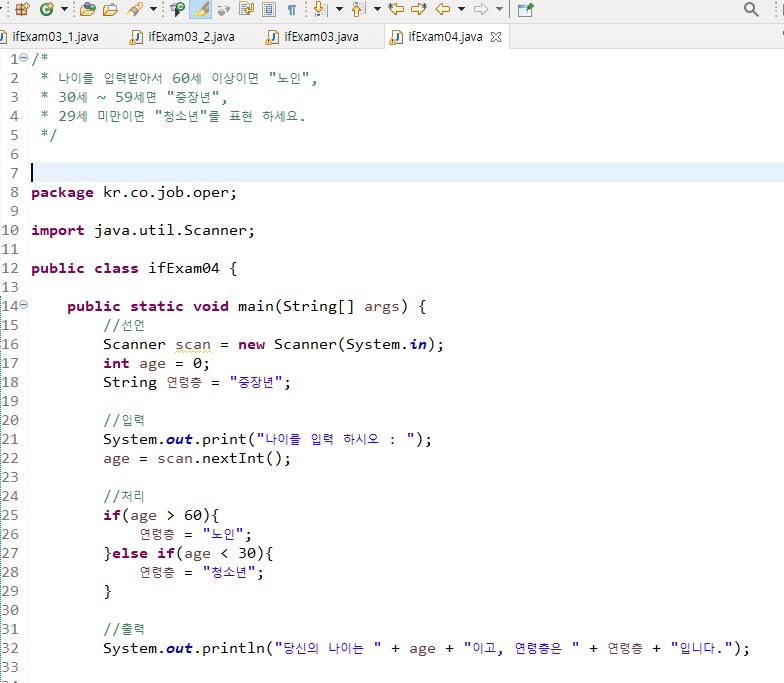 ifExam03_1.java ifExam03_2.java ifExam03.java ifExam04.java
1 /*
2 * 나이를 입력받아서 60세 이상이면 "노인",
3 * 30세 ~ 59세면 "중장년",
4 * 29세 미만이면 "청소년"를 표현 하세요.
5 */
6
7
8 package kr.co.job.oper;
9
10 import java.util.Scanner;
11
12 public class ifExam04 {
13
14 public static void main(String[] args) {
15 //선언
16 Scanner scan = new Scanner(System.in);
17 int age = 0;
18 String 연령층 = "중장년";
19
20 //입력
21 System.out.print("나이를 입력 하시오 : ");
22 age = scan.nextInt();
23
24 //처리
25 if(age > 60){
26 연령층 = "노인";
27 }else if(age < 30){
28 연령층 = "청소년";
29 }
30
31 //출력
32 System.out.println("당신의 나이는 " + age + "이고, 연령층은 " + 연령층 + "입니다.");
33